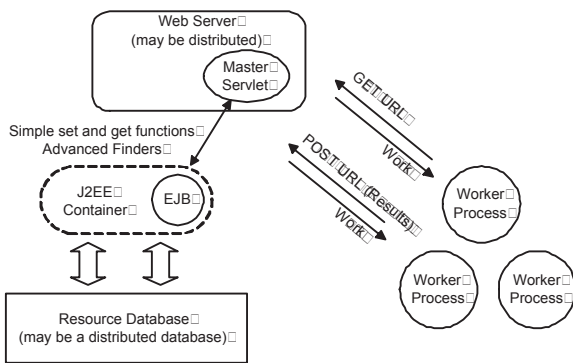 Web Server
(may be distributed)
Master
Servlet
GET URL
Work
Simple set and get functions
Advanced Finders
POST URL (Results)
Work
J2EE
Container
EJB
Worker
Process
Worker
Process
Worker
Process
Resource Database
(may be a distributed database)